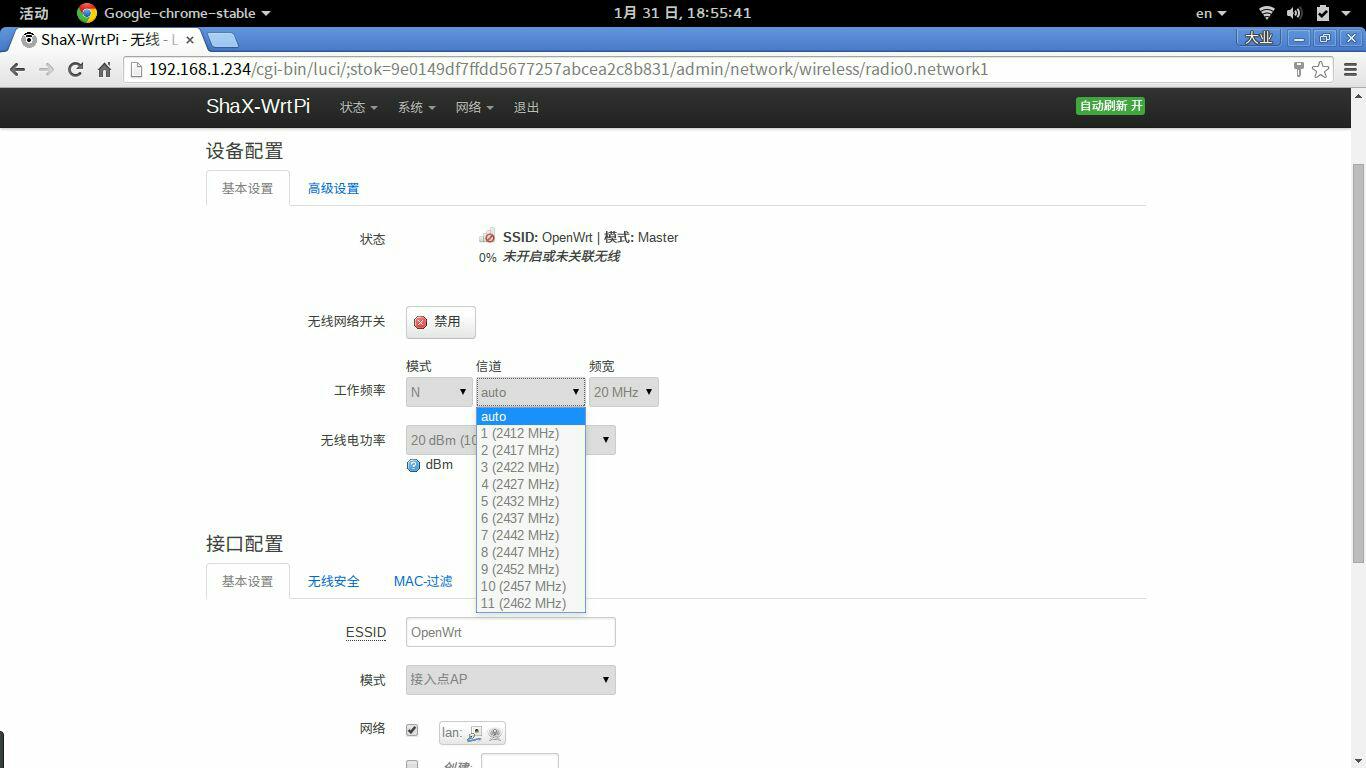 活动 Google-chrome-stable 1月 31 日, 18:55:41 en
ShaX-WrtPi - 无线 - L 大业
192.168.1.234/cgi-bin/luci/;stok=9e0149df7ffdd5677257abcea2c8b831/admin/network/wireless/radio0.network1
ShaX-WrtPi 状态 系统 网络 退出 自动刷新 开
设备配置
基本设置 高级设置
状态 SSID: OpenWrt | 模式: Master
0% 未开启或未关联无线
无线网络开关 禁用
模式 信道 频宽
工作频率 N auto 20 MHz
auto
1 (2412 MHz)
无线电功率 20 dBm (10
2 (2417 MHz)
dBm 3 (2422 MHz)
4 (2427 MHz)
5 (2432 MHz)
6 (2437 MHz)
7 (2442 MHz)
接口配置 8 (2447 MHz)
9 (2452 MHz)
基本设置 无线安全 MAC-过滤 10 (2457 MHz)
11 (2462 MHz)
ESSID OpenWrt
模式 接入点AP
网络 lan:
创建: